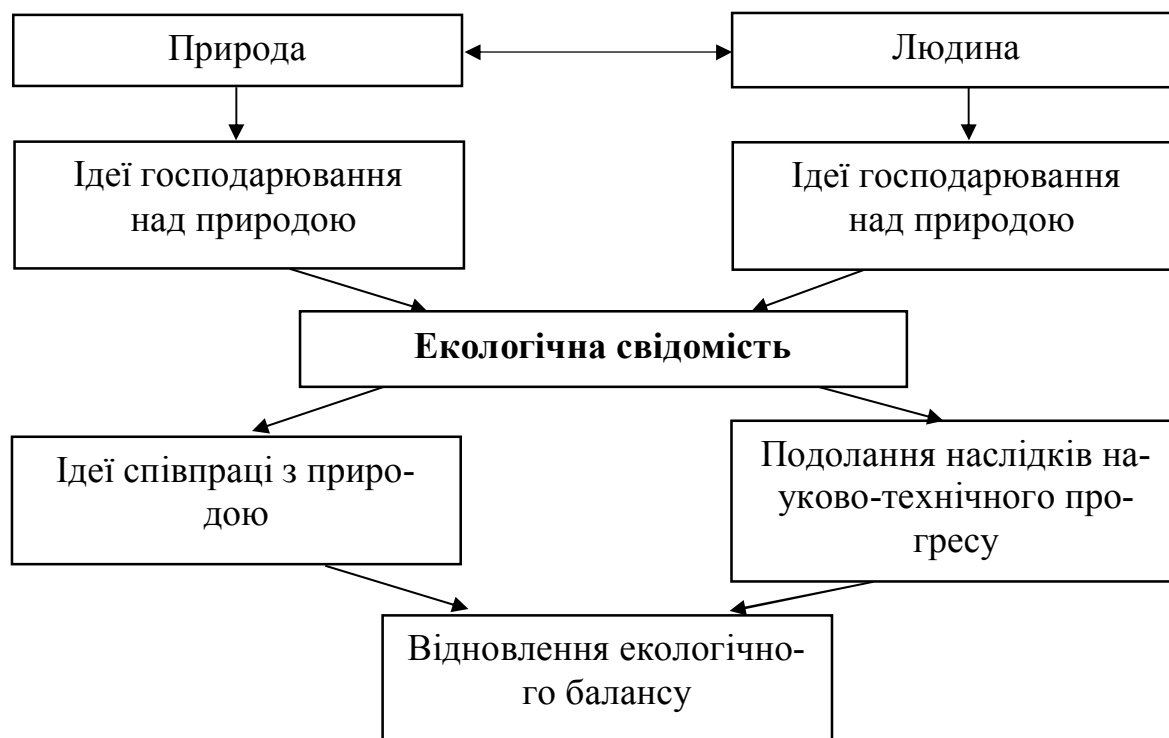 Природа
Людина
Ідеї господарювання
над природою
Ідеї господарювання
над природою
Екологічна свідомість
Ідеї співпраці з приро-
дою
Подолання наслідків на-
уково-технічного про-
гресу
Відновлення екологічно-
го балансу